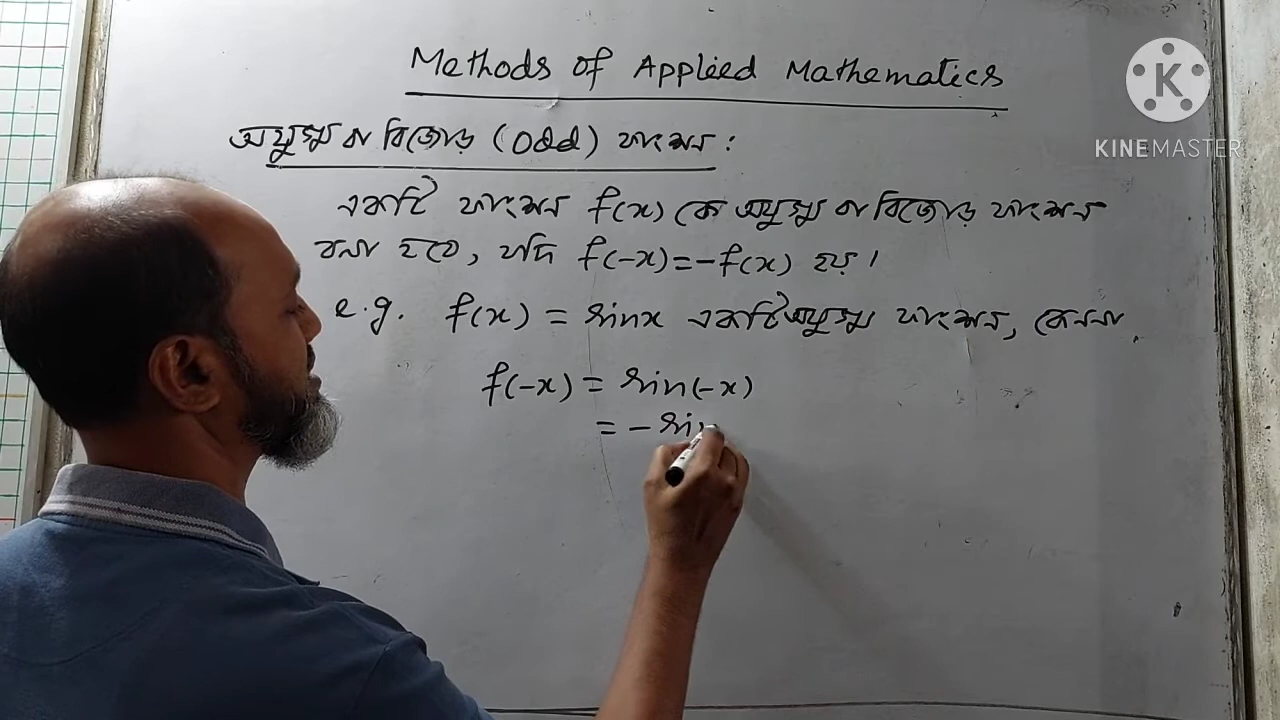 Methods of Applied Mathematics
K
KINEMASTER
অযুগ্ম বা বিজোড় (Odd) ফাংশন :
একটি ফাংশন f(x) কে অযুগ্ম বা বিজোড় ফাংশন
বলা হবে, যদি f(-x)=-f(x) হয়।
e.g. f(x) = sinx একটি অযুগ্ম ফাংশন, কেননা
f(-x) = sin(-x)
= - sin